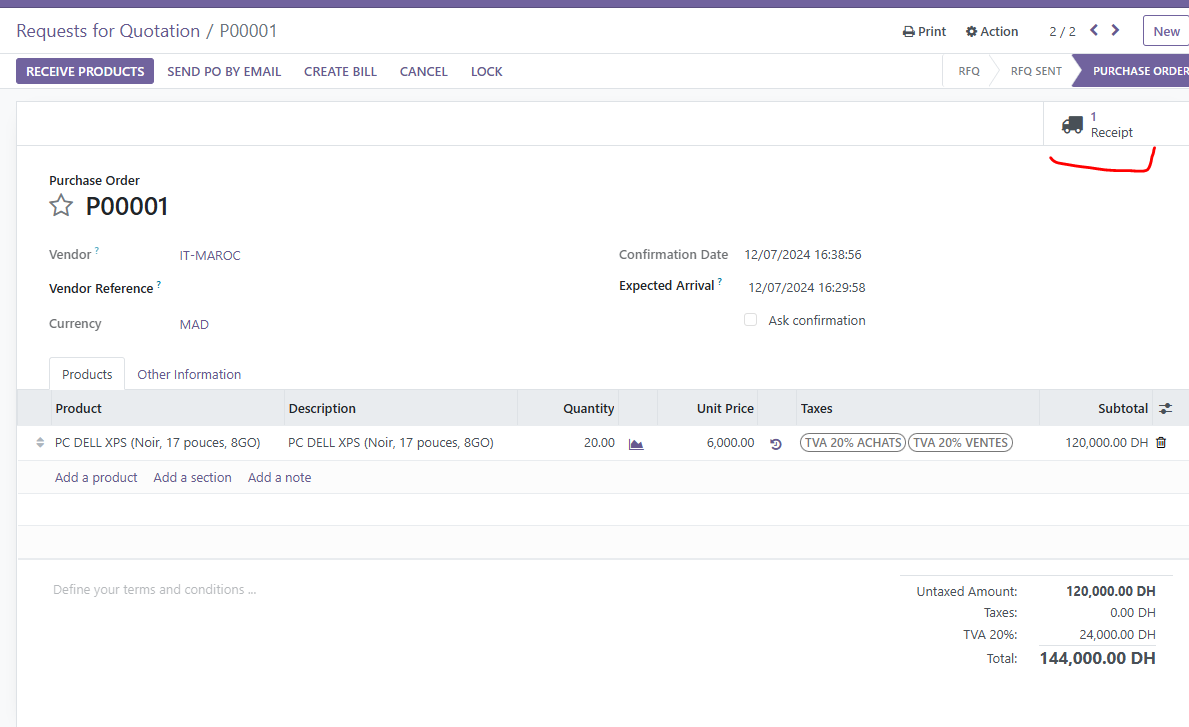 Requests for Quotation / P00001
Print Action 2 / 2 New
RECEIVE PRODUCTS SEND PO BY EMAIL CREATE BILL CANCEL LOCK RFQ RFQ SENT PURCHASE ORDER
1
Receipt
Purchase Order
P00001
Vendor ? IT-MAROC
Confirmation Date 12/07/2024 16:38:56
Vendor Reference ?
Expected Arrival ? 12/07/2024 16:29:58
Currency MAD
Ask confirmation
Products Other Information
Product Description Quantity Unit Price Taxes Subtotal
PC DELL XPS (Noir, 17 pouces, 8GO) PC DELL XPS (Noir, 17 pouces, 8GO) 20.00 6,000.00 TVA 20% ACHATS TVA 20% VENTES 120,000.00 DH
Add a product Add a section Add a note
Define your terms and conditions ...
Untaxed Amount: 120,000.00 DH
Taxes: 0.00 DH
TVA 20%: 24,000.00 DH
Total: 144,000.00 DH